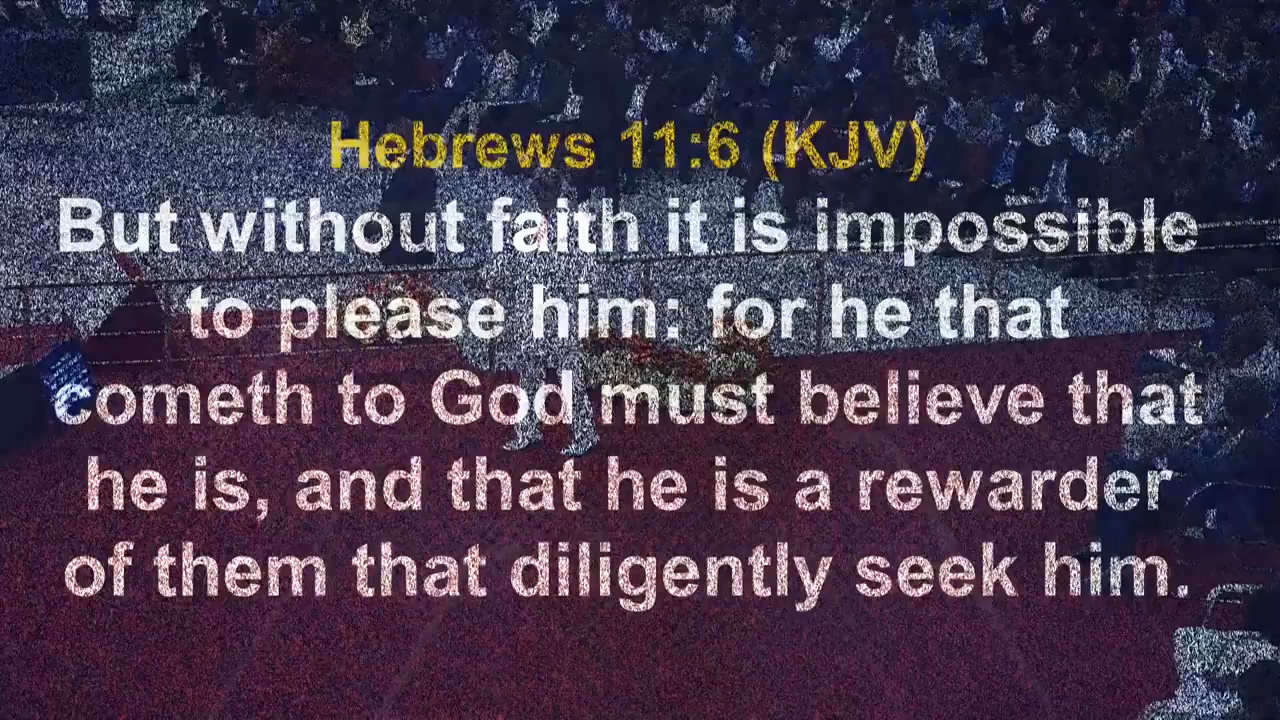 Hebrews 11:6 (KJV)
But without faith it is impossible
to please him: for he that
cometh to God must believe that
he is, and that he is a rewarder
of them that diligently seek him.